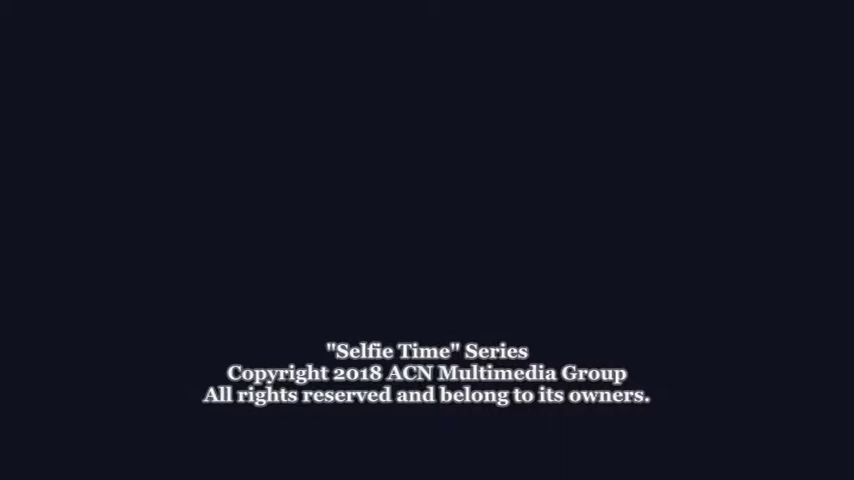 "Selfie Time" Series
Copyright 2018 ACN Multimedia Group
All rights reserved and belong to its owners.